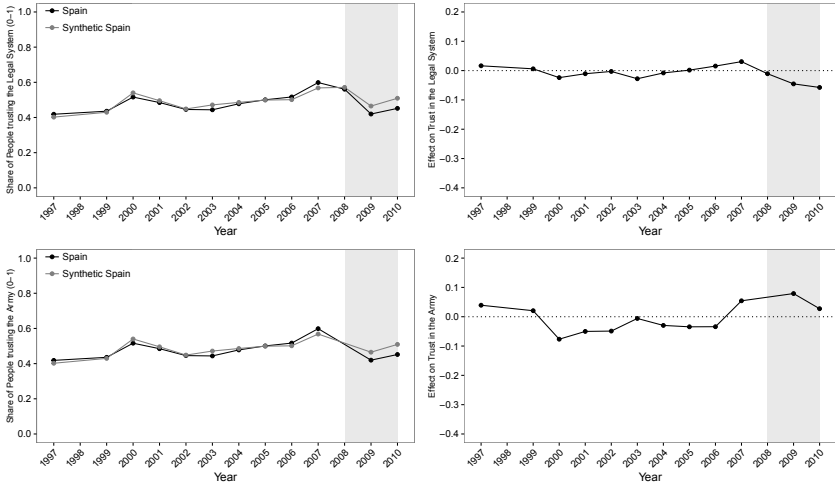 Share of People trusting the Legal System (0−1)
1.0
0.8
0.6
0.4
0.2
0.0
Spain
Synthetic Spain
1997 1998 1999 2000 2001 2002 2003 2004 2005 2006 2007 2008 2009 2010
Year
Effect on Trust in the Legal System
0.2
0.1
0.0
−0.1
−0.2
−0.3
−0.4
1997 1998 1999 2000 2001 2002 2003 2004 2005 2006 2007 2008 2009 2010
Year
Share of People trusting the Army (0−1)
1.0
0.8
0.6
0.4
0.2
0.0
Spain
Synthetic Spain
1997 1998 1999 2000 2001 2002 2003 2004 2005 2006 2007 2008 2009 2010
Year
Effect on Trust in the Army
0.2
0.1
0.0
−0.1
−0.2
−0.3
−0.4
1997 1998 1999 2000 2001 2002 2003 2004 2005 2006 2007 2008 2009 2010
Year